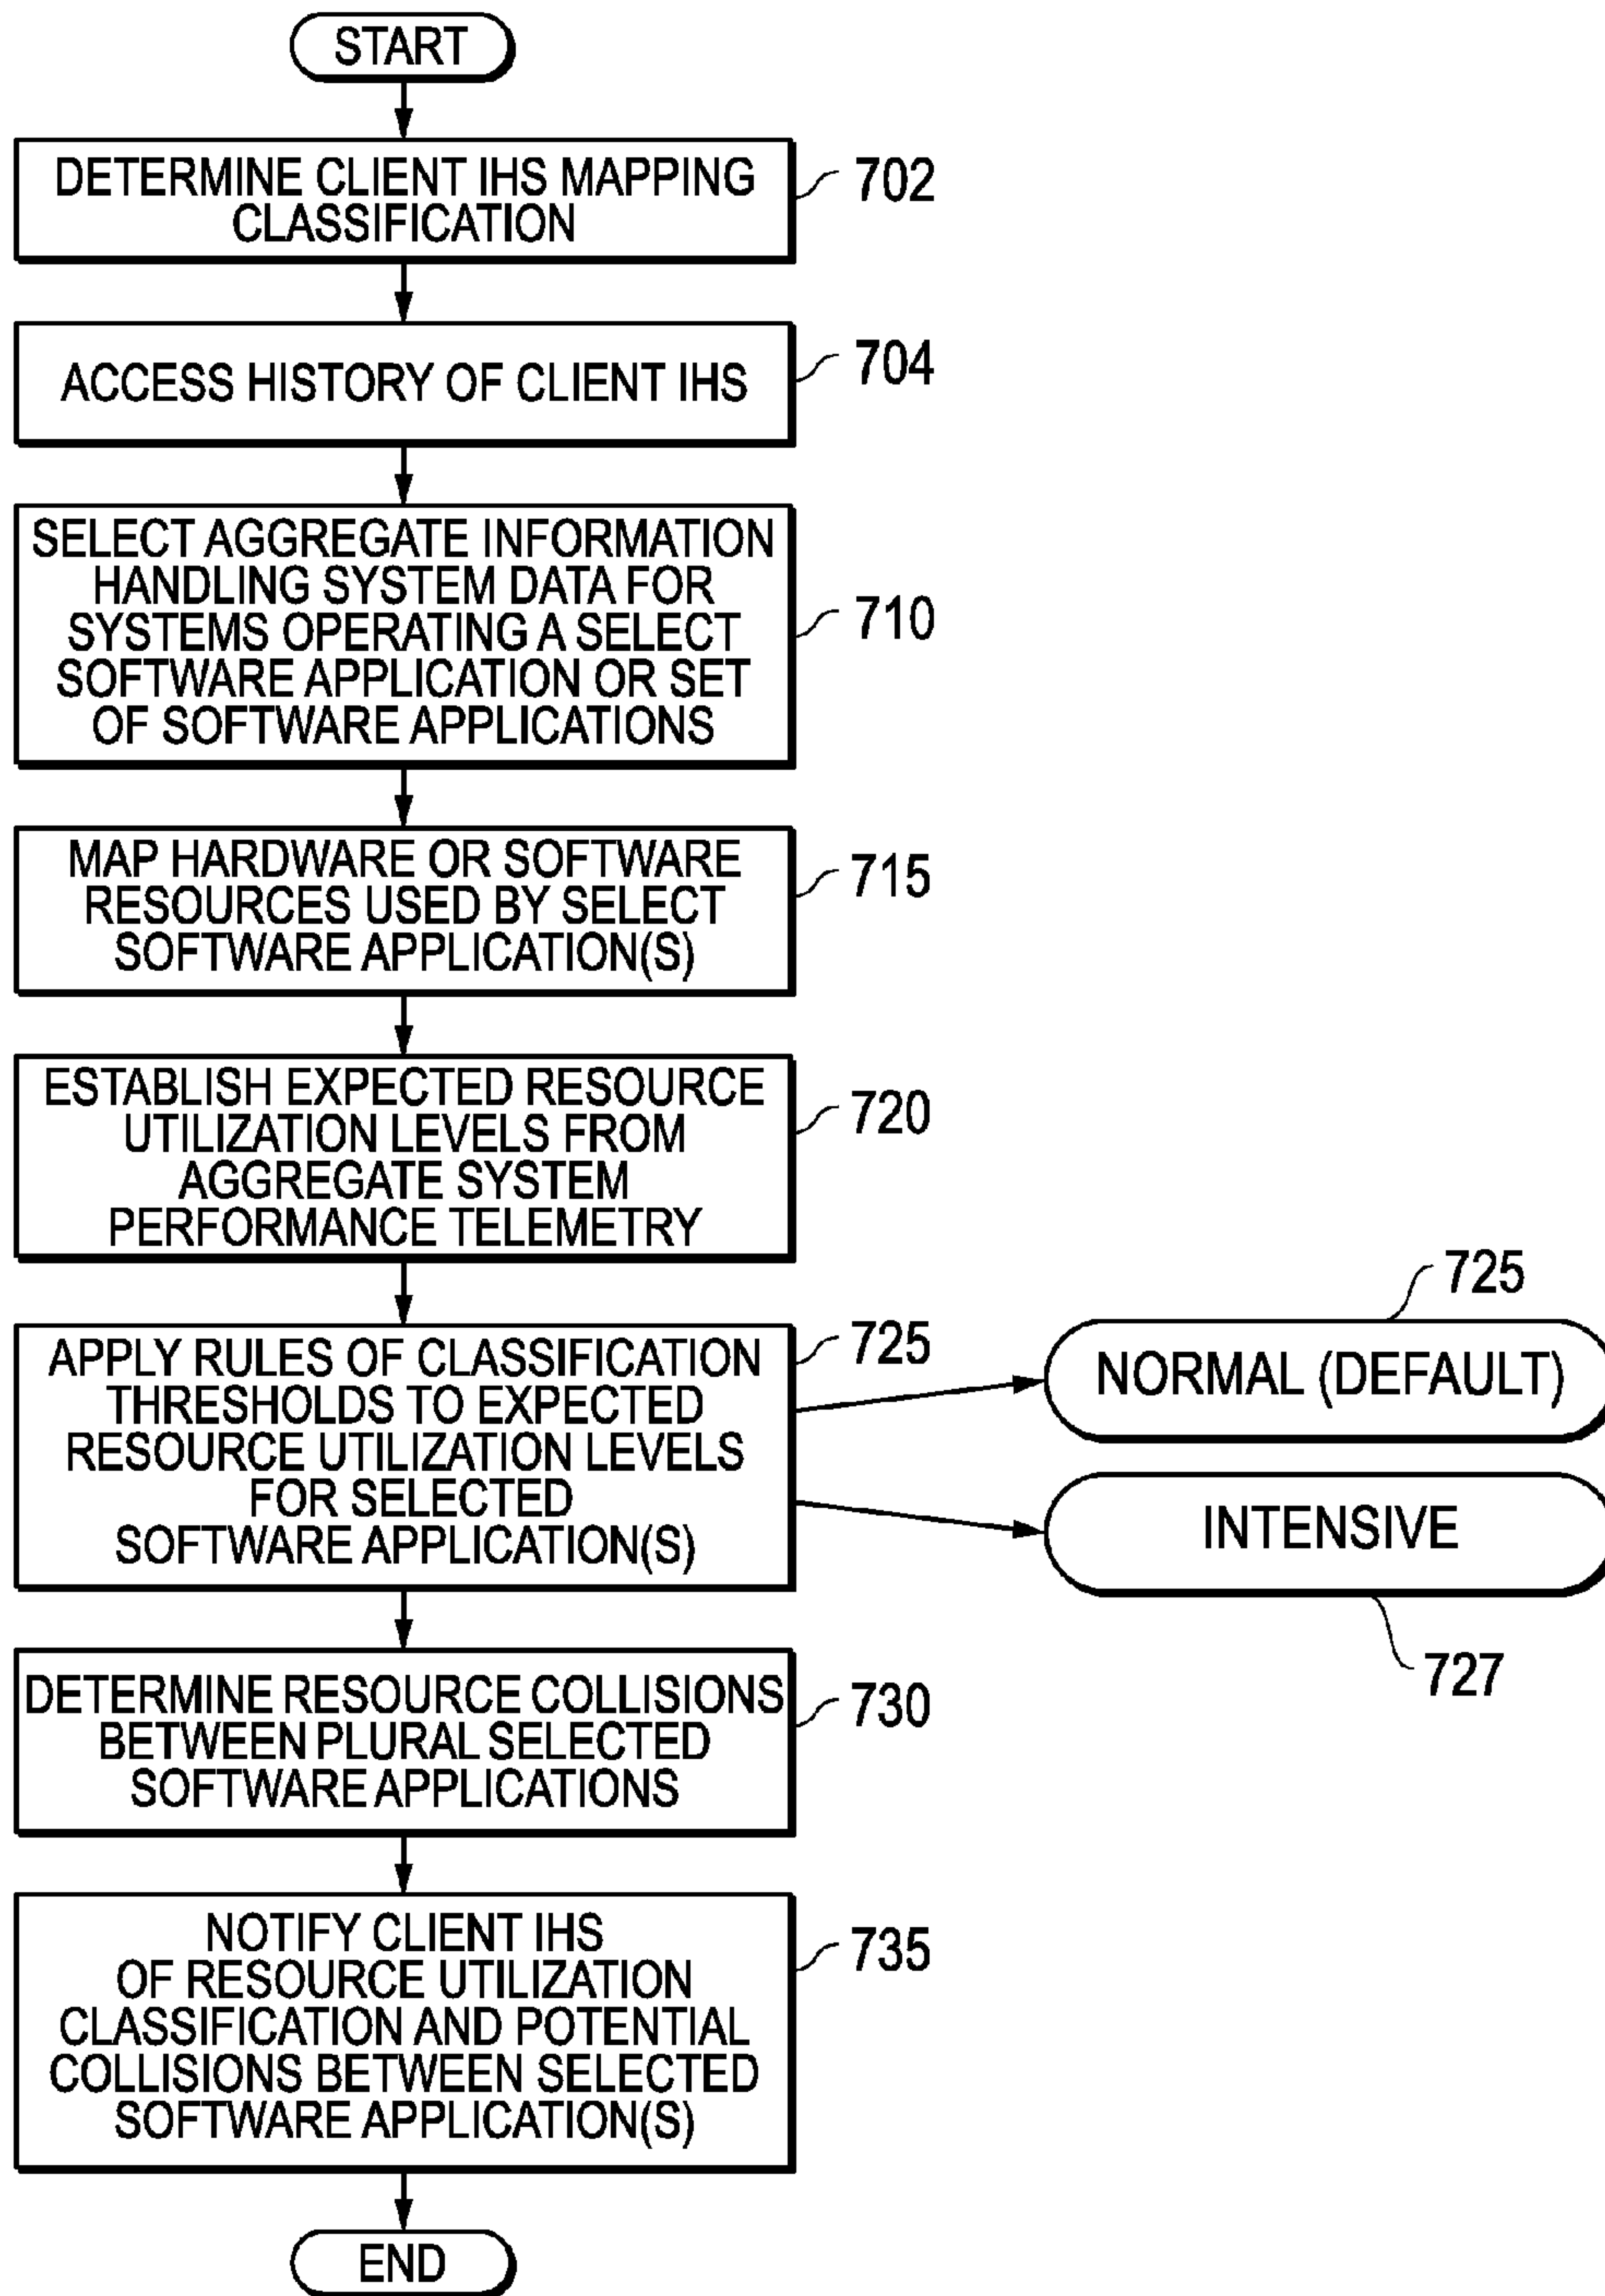 START
DETERMINE CLIENT IHS MAPPING
CLASSIFICATION
702
ACCESS HISTORY OF CLIENT IHS
704
SELECT AGGREGATE INFORMATION
HANDLING SYSTEM DATA FOR
SYSTEMS OPERATING A SELECT
SOFTWARE APPLICATION OR SET
OF SOFTWARE APPLICATIONS
710
MAP HARDWARE OR SOFTWARE
RESOURCES USED BY SELECT
SOFTWARE APPLICATION(S)
715
ESTABLISH EXPECTED RESOURCE
UTILIZATION LEVELS FROM
AGGREGATE SYSTEM
PERFORMANCE TELEMETRY
720
APPLY RULES OF CLASSIFICATION
THRESHOLDS TO EXPECTED
RESOURCE UTILIZATION LEVELS
FOR SELECTED
SOFTWARE APPLICATION(S)
725
725
NORMAL (DEFAULT)
INTENSIVE
727
DETERMINE RESOURCE COLLISIONS
BETWEEN PLURAL SELECTED
SOFTWARE APPLICATIONS
730
NOTIFY CLIENT IHS
OF RESOURCE UTILIZATION
CLASSIFICATION AND POTENTIAL
COLLISIONS BETWEEN SELECTED
SOFTWARE APPLICATION(S)
735
END